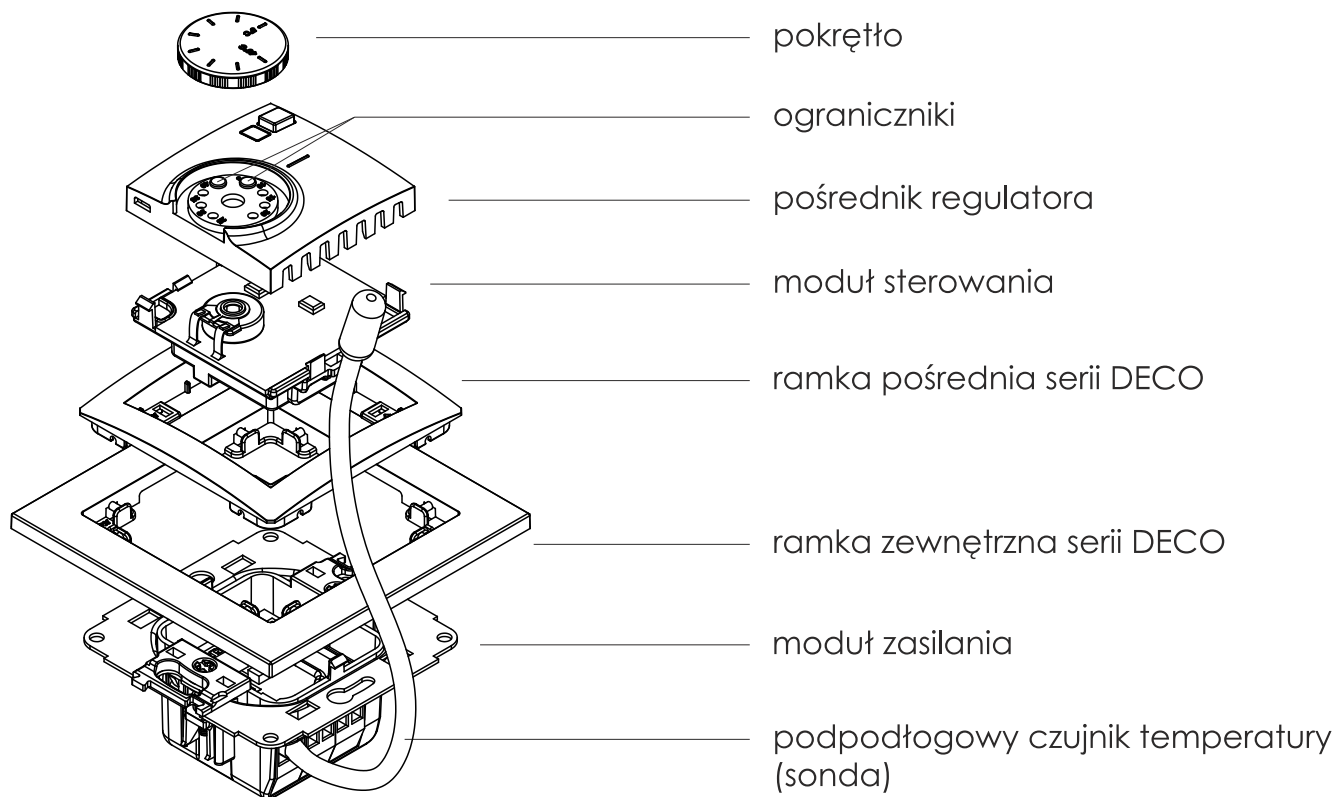 pokrętło
ograniczniki
pośrednik regulatora
moduł sterowania
ramka pośrednia serii DECO
ramka zewnętrzna serii DECO
moduł zasilania
podpodłogowy czujnik temperatury
(sonda)